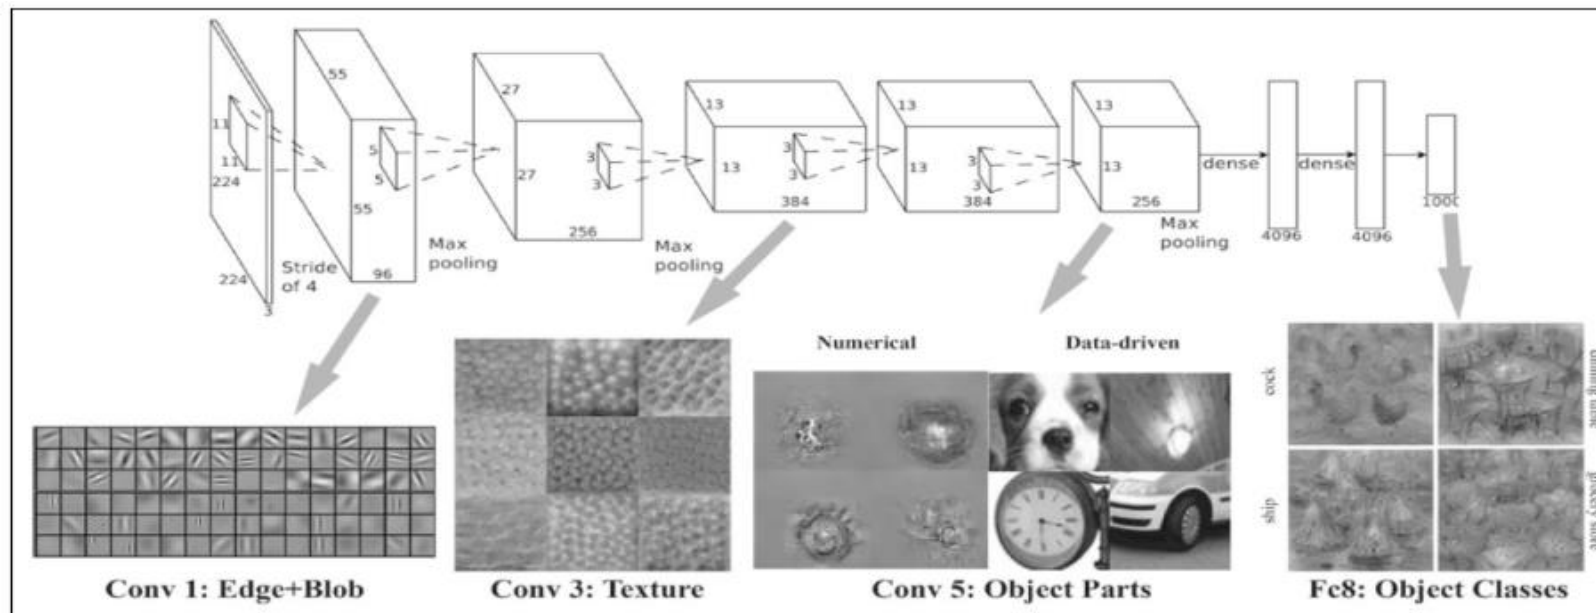 11
11
224
224
3
Stride
of 4
55
55
96
5
5
Max
pooling
27
27
256
3
3
Max
pooling
13
13
384
3
3
13
13
384
3
3
13
13
256
Max
pooling
dense
4096
dense
4096
Numerical
Data-driven
cock
ship
dining table
Conv 1: Edge+Blob
Conv 3: Texture
Conv 5: Object Parts
Fc8: Object Classes